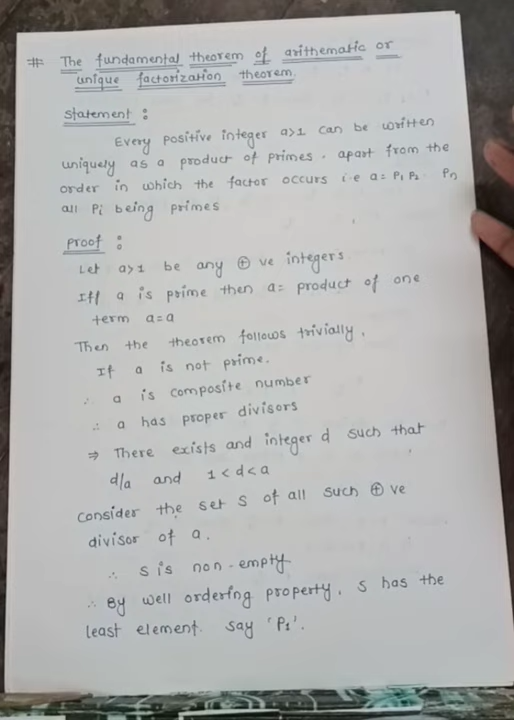 # The fundamental theorem of arithematic or
unique factorization theorem.
Statement :
Every positive integer a>1 can be written
uniquely as a product of primes. apart from the
order in which the factor occurs i.e a= P1 P2 Pn
all Pi being primes
Proof :
Let a>1 be any ⊕ ve integers.
Iff a is prime then a= product of one
term a=a
Then the theorem follows trivially.
If a is not prime.
∴ a is composite number
∴ a has proper divisors
⇒ There exists and integer d such that
d/a and 1<d<a
Consider the set S of all such ⊕ ve
divisor of a.
∴ S is non-empty
∴ By well ordering property, S has the
least element. say 'P1'.